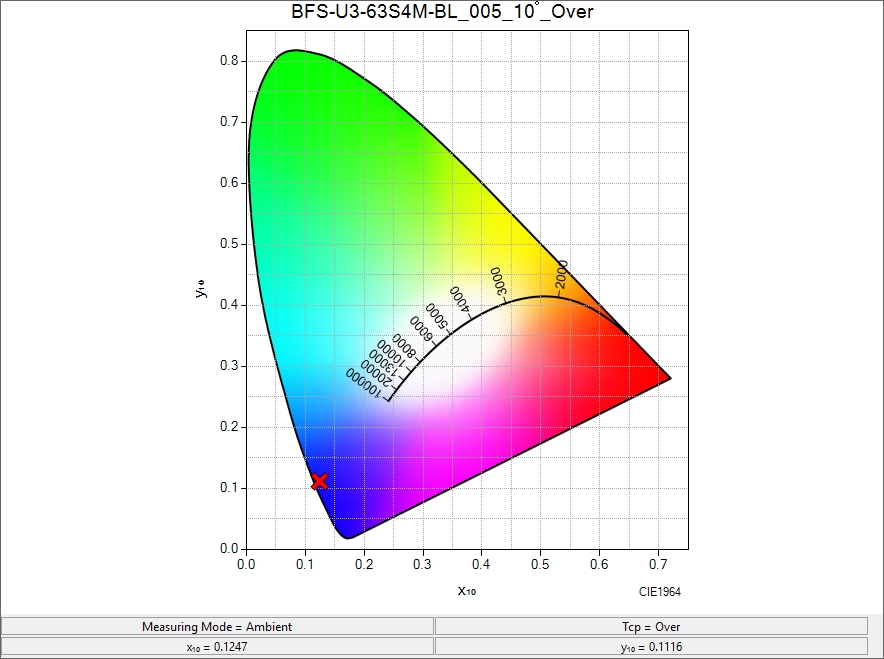 BFS-U3-63S4M-BL_005_10°_Over
0.8
0.7
0.6
0.5
0.4
0.3
0.2
0.1
0.0
y₁₀
2000
3000
4000
5000
6000
8000
10000
13000
20000
100000
0.0 0.1 0.2 0.3 0.4 0.5 0.6 0.7
x₁₀
CIE1964
Measuring Mode = Ambient
Tcp = Over
x₁₀ = 0.1247
y₁₀ = 0.1116